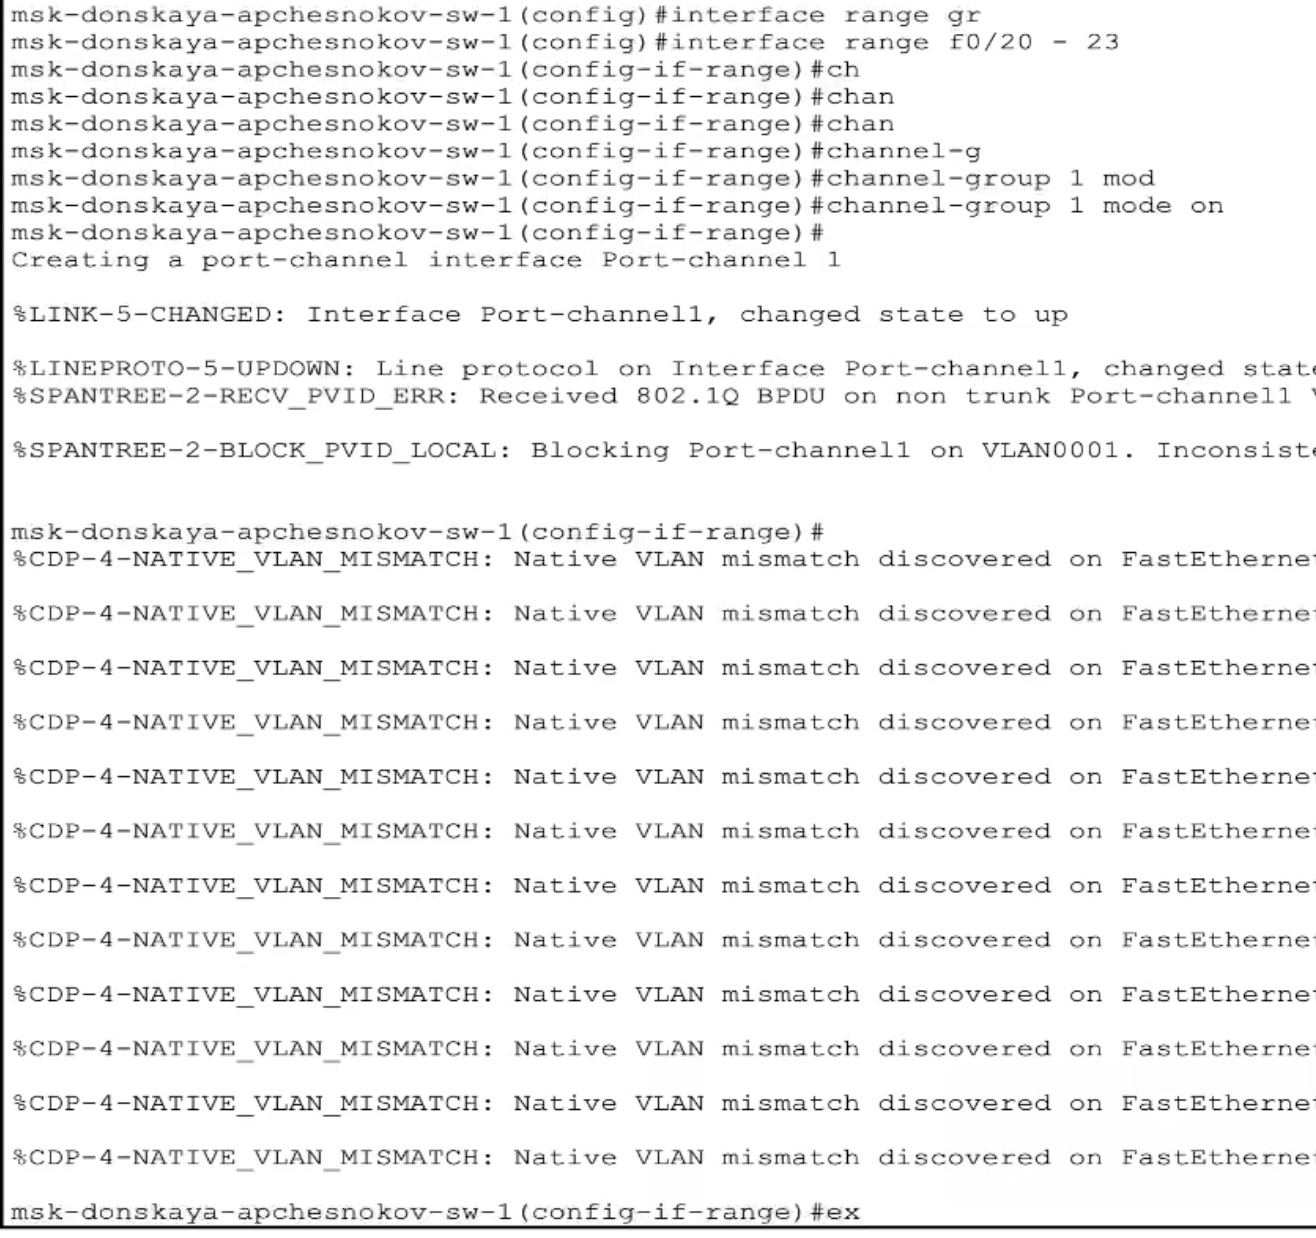 msk-donskaya-apchesnokov-sw-1(config)#interface range gr
msk-donskaya-apchesnokov-sw-1(config)#interface range f0/20 - 23
msk-donskaya-apchesnokov-sw-1(config-if-range)#ch
msk-donskaya-apchesnokov-sw-1(config-if-range)#chan
msk-donskaya-apchesnokov-sw-1(config-if-range)#chan
msk-donskaya-apchesnokov-sw-1(config-if-range)#channel-g
msk-donskaya-apchesnokov-sw-1(config-if-range)#channel-group 1 mod
msk-donskaya-apchesnokov-sw-1(config-if-range)#channel-group 1 mode on
msk-donskaya-apchesnokov-sw-1(config-if-range)#
Creating a port-channel interface Port-channel 1
%LINK-5-CHANGED: Interface Port-channel1, changed state to up
%LINEPROTO-5-UPDOWN: Line protocol on Interface Port-channel1, changed state
%SPANTREE-2-RECV_PVID_ERR: Received 802.1Q BPDU on non trunk Port-channel1 V
%SPANTREE-2-BLOCK_PVID_LOCAL: Blocking Port-channel1 on VLAN0001. Inconsiste
msk-donskaya-apchesnokov-sw-1(config-if-range)#
%CDP-4-NATIVE_VLAN_MISMATCH: Native VLAN mismatch discovered on FastEthernet
%CDP-4-NATIVE_VLAN_MISMATCH: Native VLAN mismatch discovered on FastEthernet
%CDP-4-NATIVE_VLAN_MISMATCH: Native VLAN mismatch discovered on FastEthernet
%CDP-4-NATIVE_VLAN_MISMATCH: Native VLAN mismatch discovered on FastEthernet
%CDP-4-NATIVE_VLAN_MISMATCH: Native VLAN mismatch discovered on FastEthernet
%CDP-4-NATIVE_VLAN_MISMATCH: Native VLAN mismatch discovered on FastEthernet
%CDP-4-NATIVE_VLAN_MISMATCH: Native VLAN mismatch discovered on FastEthernet
%CDP-4-NATIVE_VLAN_MISMATCH: Native VLAN mismatch discovered on FastEthernet
%CDP-4-NATIVE_VLAN_MISMATCH: Native VLAN mismatch discovered on FastEthernet
%CDP-4-NATIVE_VLAN_MISMATCH: Native VLAN mismatch discovered on FastEthernet
%CDP-4-NATIVE_VLAN_MISMATCH: Native VLAN mismatch discovered on FastEthernet
%CDP-4-NATIVE_VLAN_MISMATCH: Native VLAN mismatch discovered on FastEthernet
msk-donskaya-apchesnokov-sw-1(config-if-range)#ex